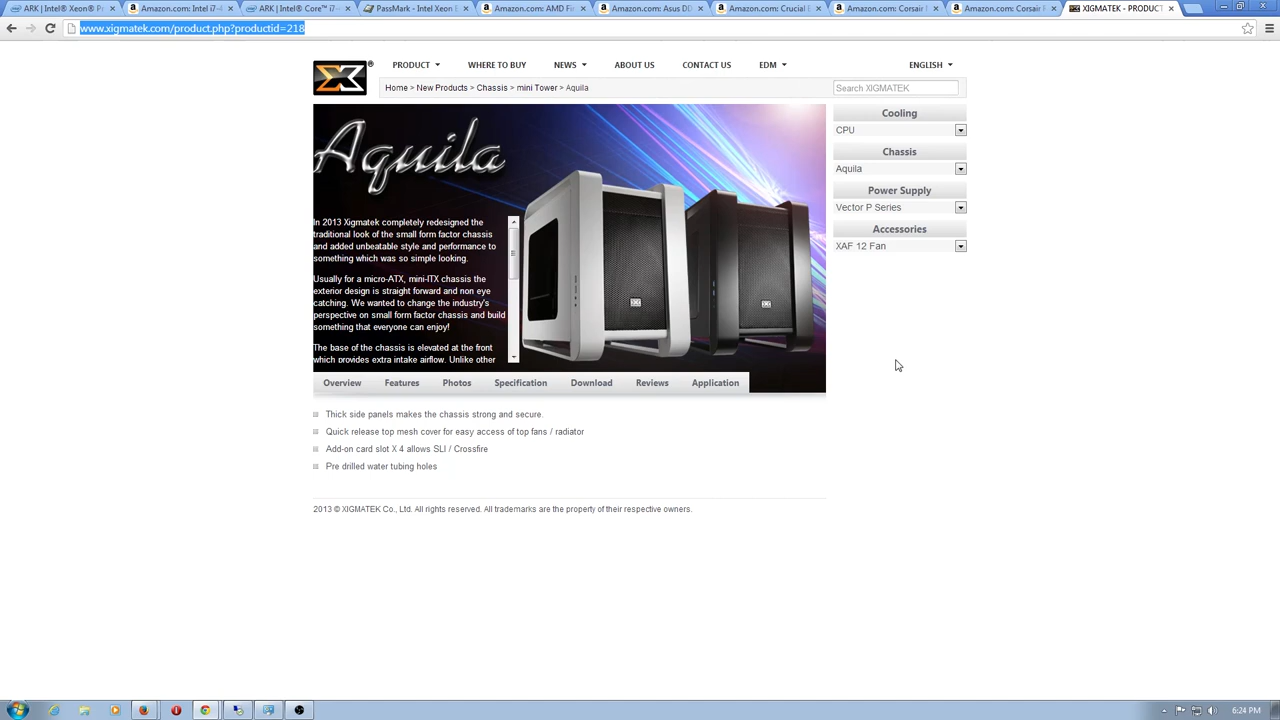 ARK | Intel® Xeon® P
Amazon.com: Intel i7-
ARK | Intel® Core™ i7-
PassMark - Intel Xeon E
Amazon.com: AMD Fi
Amazon.com: Asus DD
Amazon.com: Crucial
Amazon.com: Corsair
Amazon.com: Corsair
XIGMATEK - PRODUCT
www.xigmatek.com/product.php?productid=218
PRODUCT WHERE TO BUY NEWS ABOUT US CONTACT US EDM ENGLISH
Home > New Products > Chassis > mini Tower > Aquila
Search XIGMATEK
Aquila
In 2013 Xigmatek completely redesigned the
traditional look of the small form factor chassis
and added unbeatable style and performance to
something which was so simple looking.
Usually for a micro-ATX, mini-ITX chassis the
exterior design is straight forward and non eye
catching. We wanted to change the industry's
perspective on small form factor chassis and build
something that everyone can enjoy!
The base of the chassis is elevated at the front
which provides extra intake airflow. Unlike other
Cooling
CPU
Chassis
Aquila
Power Supply
Vector P Series
Accessories
XAF 12 Fan
Overview Features Photos Specification Download Reviews Application
Thick side panels makes the chassis strong and secure.
Quick release top mesh cover for easy access of top fans / radiator
Add-on card slot X 4 allows SLI / Crossfire
Pre drilled water tubing holes
2013 © XIGMATEK Co., Ltd. All rights reserved. All trademarks are the property of their respective owners.
6:24 PM